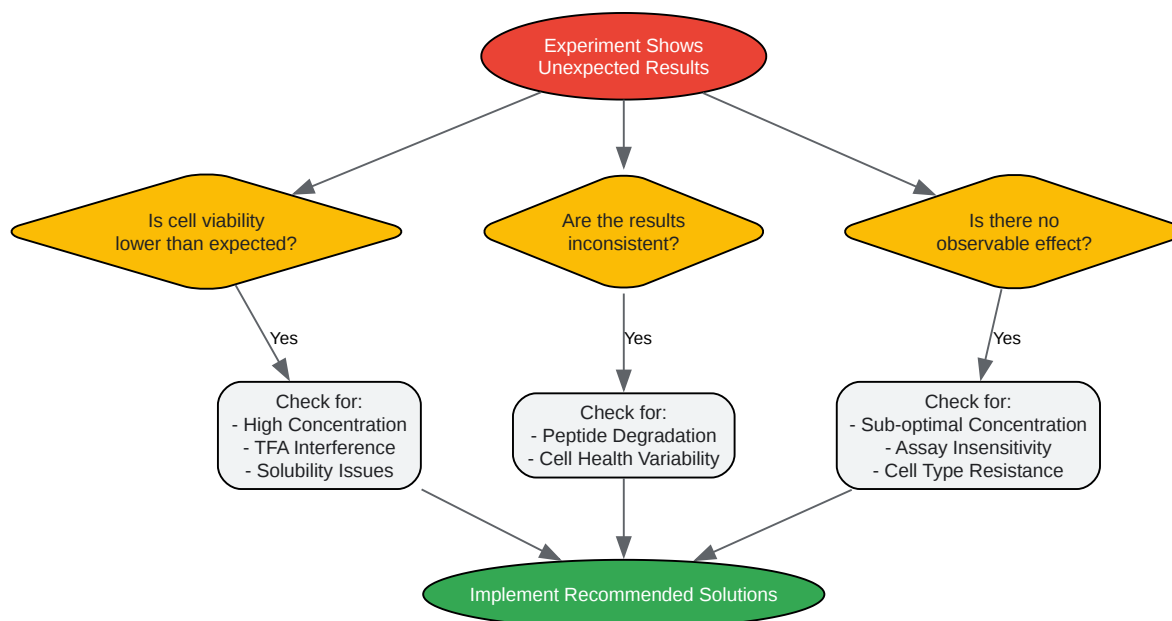 Experiment Shows
Unexpected Results
Is cell viability
lower than expected?
Are the results
inconsistent?
Is there no
observable effect?
Yes
Yes
Yes
Check for:
- High Concentration
- TFA Interference
- Solubility Issues
Check for:
- Peptide Degradation
- Cell Health Variability
Check for:
- Sub-optimal Concentration
- Assay Insensitivity
- Cell Type Resistance
Implement Recommended Solutions